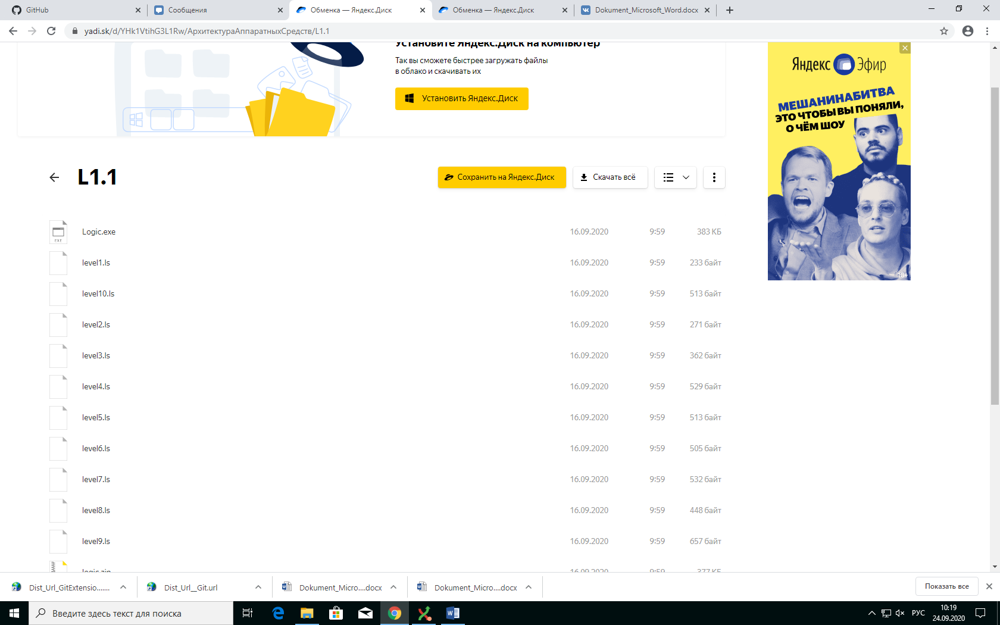 GitHub
Сообщения
Обменка — Яндекс.Диск
Обменка — Яндекс.Диск
Dokument_Microsoft_Word.docx
yadi.sk/d/YHk1VtihG3L1Rw/АрхитектураАппаратныхСредств/L1.1
Установите Яндекс.Диск на компьютер
Так вы сможете быстрее загружать файлы
в облако и скачивать их
Установить Яндекс.Диск
Яндекс Эфир
МЕШАНИНАБИТВА
ЭТО ЧТОБЫ ВЫ ПОНЯЛИ,
О ЧЁМ ШОУ
18+
L1.1
Сохранить на Яндекс.Диск
Скачать всё
EXE
Logic.exe 16.09.2020 9:59 383 КБ
level1.ls 16.09.2020 9:59 233 байт
level10.ls 16.09.2020 9:59 513 байт
level2.ls 16.09.2020 9:59 271 байт
level3.ls 16.09.2020 9:59 362 байт
level4.ls 16.09.2020 9:59 529 байт
level5.ls 16.09.2020 9:59 513 байт
level6.ls 16.09.2020 9:59 505 байт
level7.ls 16.09.2020 9:59 532 байт
level8.ls 16.09.2020 9:59 448 байт
level9.ls 16.09.2020 9:59 657 байт
logic.zip 16.09.2020 9:59 377 КБ
Dist_Url_GitExtensio.......
Dist_Url__Git.url
Dokument_Micro....docx
Dokument_Micro....docx
Показать все
Введите здесь текст для поиска
РУС
10:19
24.09.2020